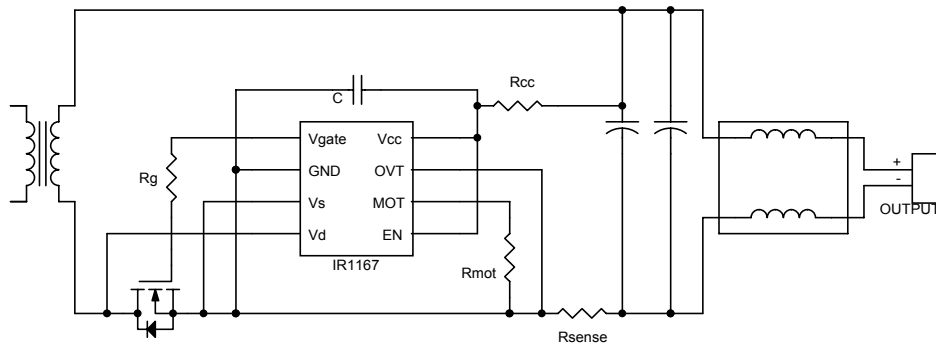 Rcc
C
Vgate
Vcc
Rg
GND
OVT
Vs
MOT
Vd
EN
IR1167
Rmot
Rsense
+
-
OUTPUT